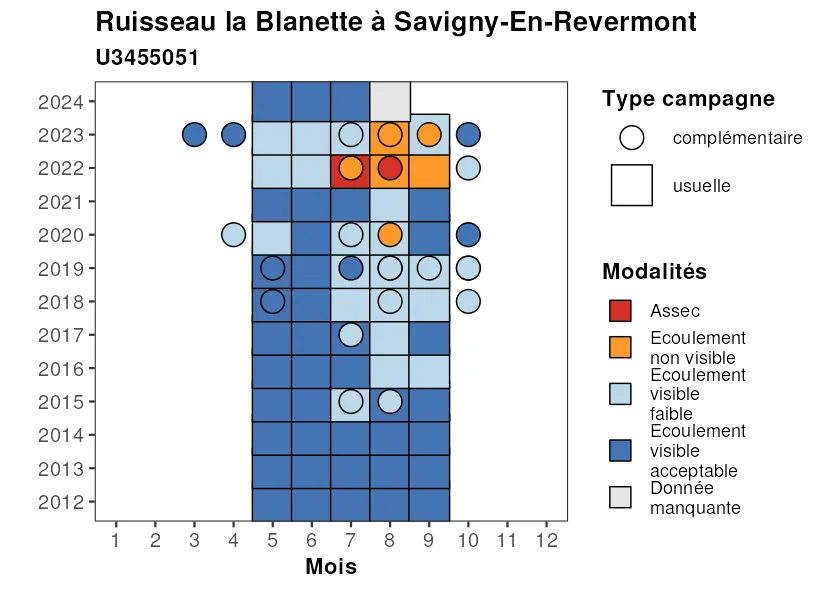 Ruisseau la Blanette à Savigny-En-Revermont
U3455051
2024
2023
2022
2021
2020
2019
2018
2017
2016
2015
2014
2013
2012
1 2 3 4 5 6 7 8 9 10 11 12
Mois
Type campagne
complémentaire
usuelle
Modalités
Assec
Ecoulement
non visible
Ecoulement
visible
faible
Ecoulement
visible
acceptable
Donnée
manquante